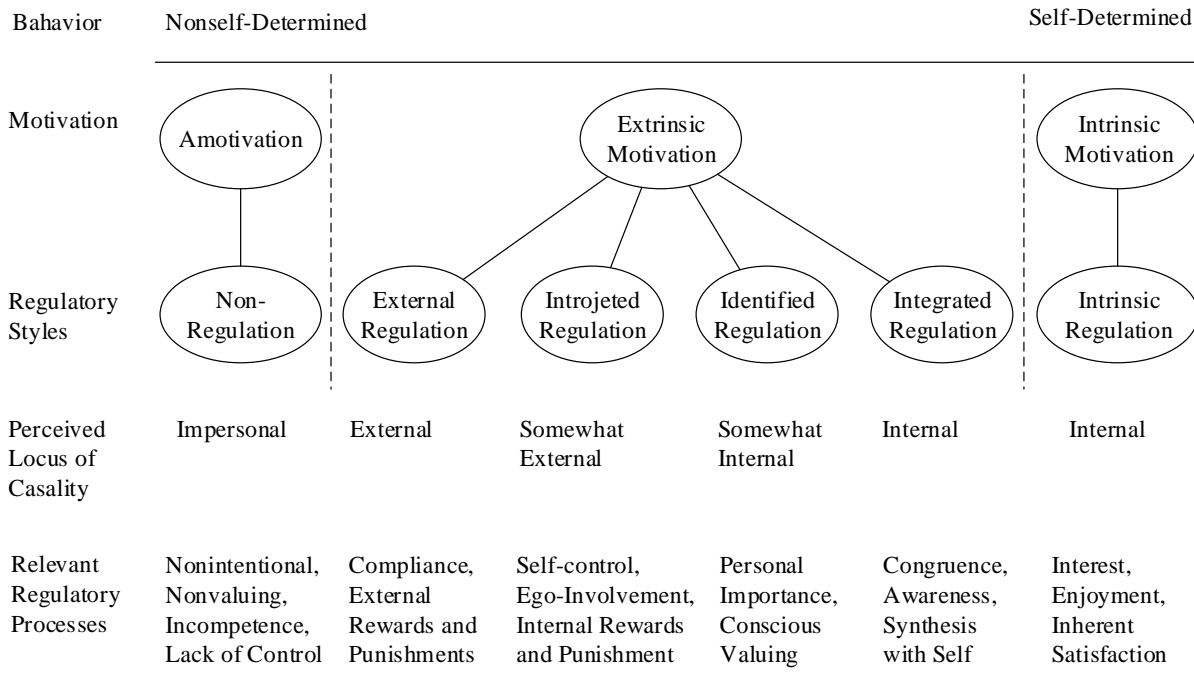 Bahavior
Nonself-Determined
Self-Determined
Motivation
Amotivation
Extrinsic
Motivation
Intrinsic
Motivation
Regulatory
Styles
Non-
Regulation
External
Regulation
Introjeted
Regulation
Identified
Regulation
Integrated
Regulation
Intrinsic
Regulation
Perceived
Locus of
Casality
Impersonal
External
Somewhat
External
Somewhat
Internal
Internal
Internal
Relevant
Regulatory
Processes
Nonintentional,
Nonvaluing,
Incompetence,
Lack of Control
Compliance,
External
Rewards and
Punishments
Self-control,
Ego-Involvement,
Internal Rewards
and Punishment
Personal
Importance,
Conscious
Valuing
Congruence,
Awareness,
Synthesis
with Self
Interest,
Enjoyment,
Inherent
Satisfaction